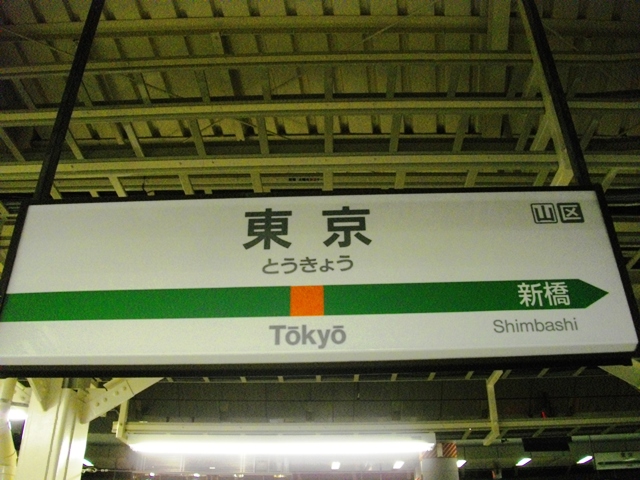 東京
山 区
とうきょう
新橋
Tōkyō
Shimbashi